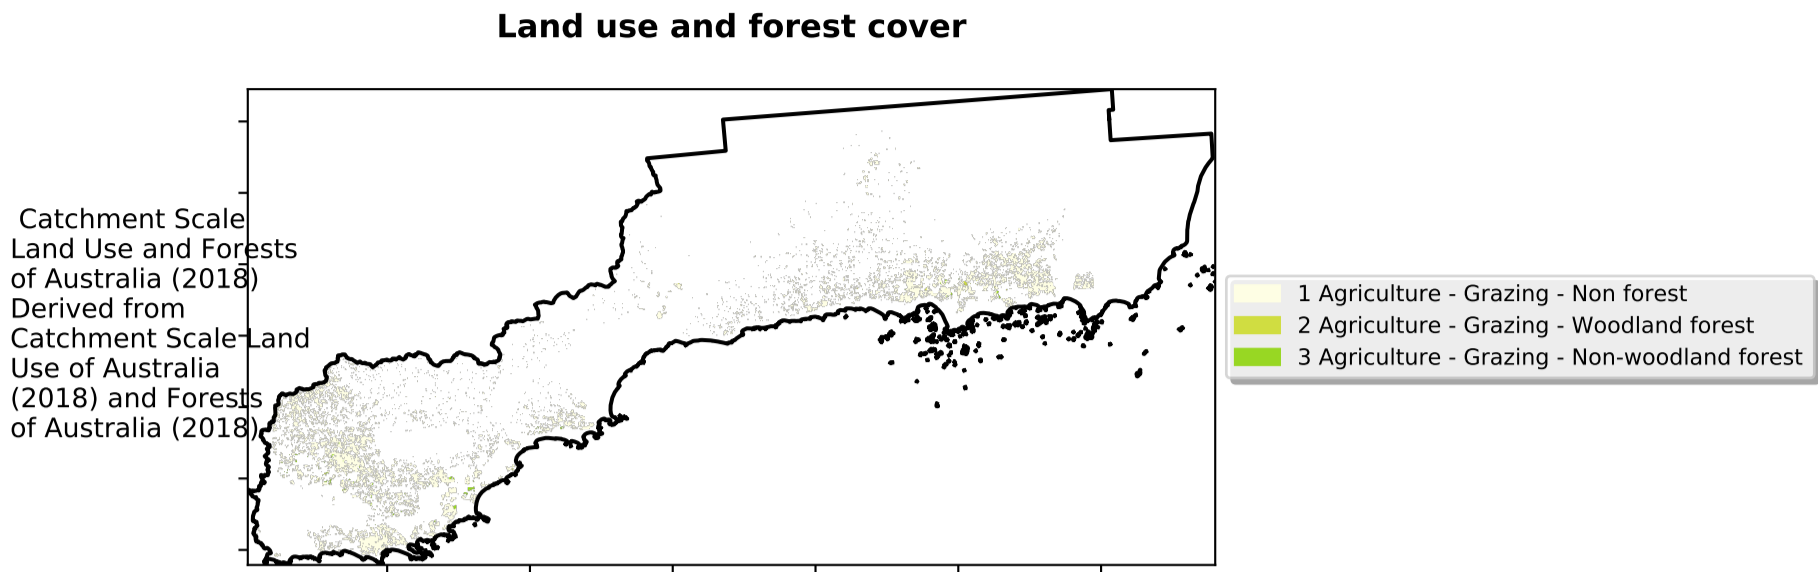 Land use and forest cover
Catchment Scale
Land Use and Forests
of Australia (2018)
Derived from
Catchment Scale Land
Use of Australia
(2018) and Forests
of Australia (2018)
1 Agriculture - Grazing - Non forest
2 Agriculture - Grazing - Woodland forest
3 Agriculture - Grazing - Non-woodland forest